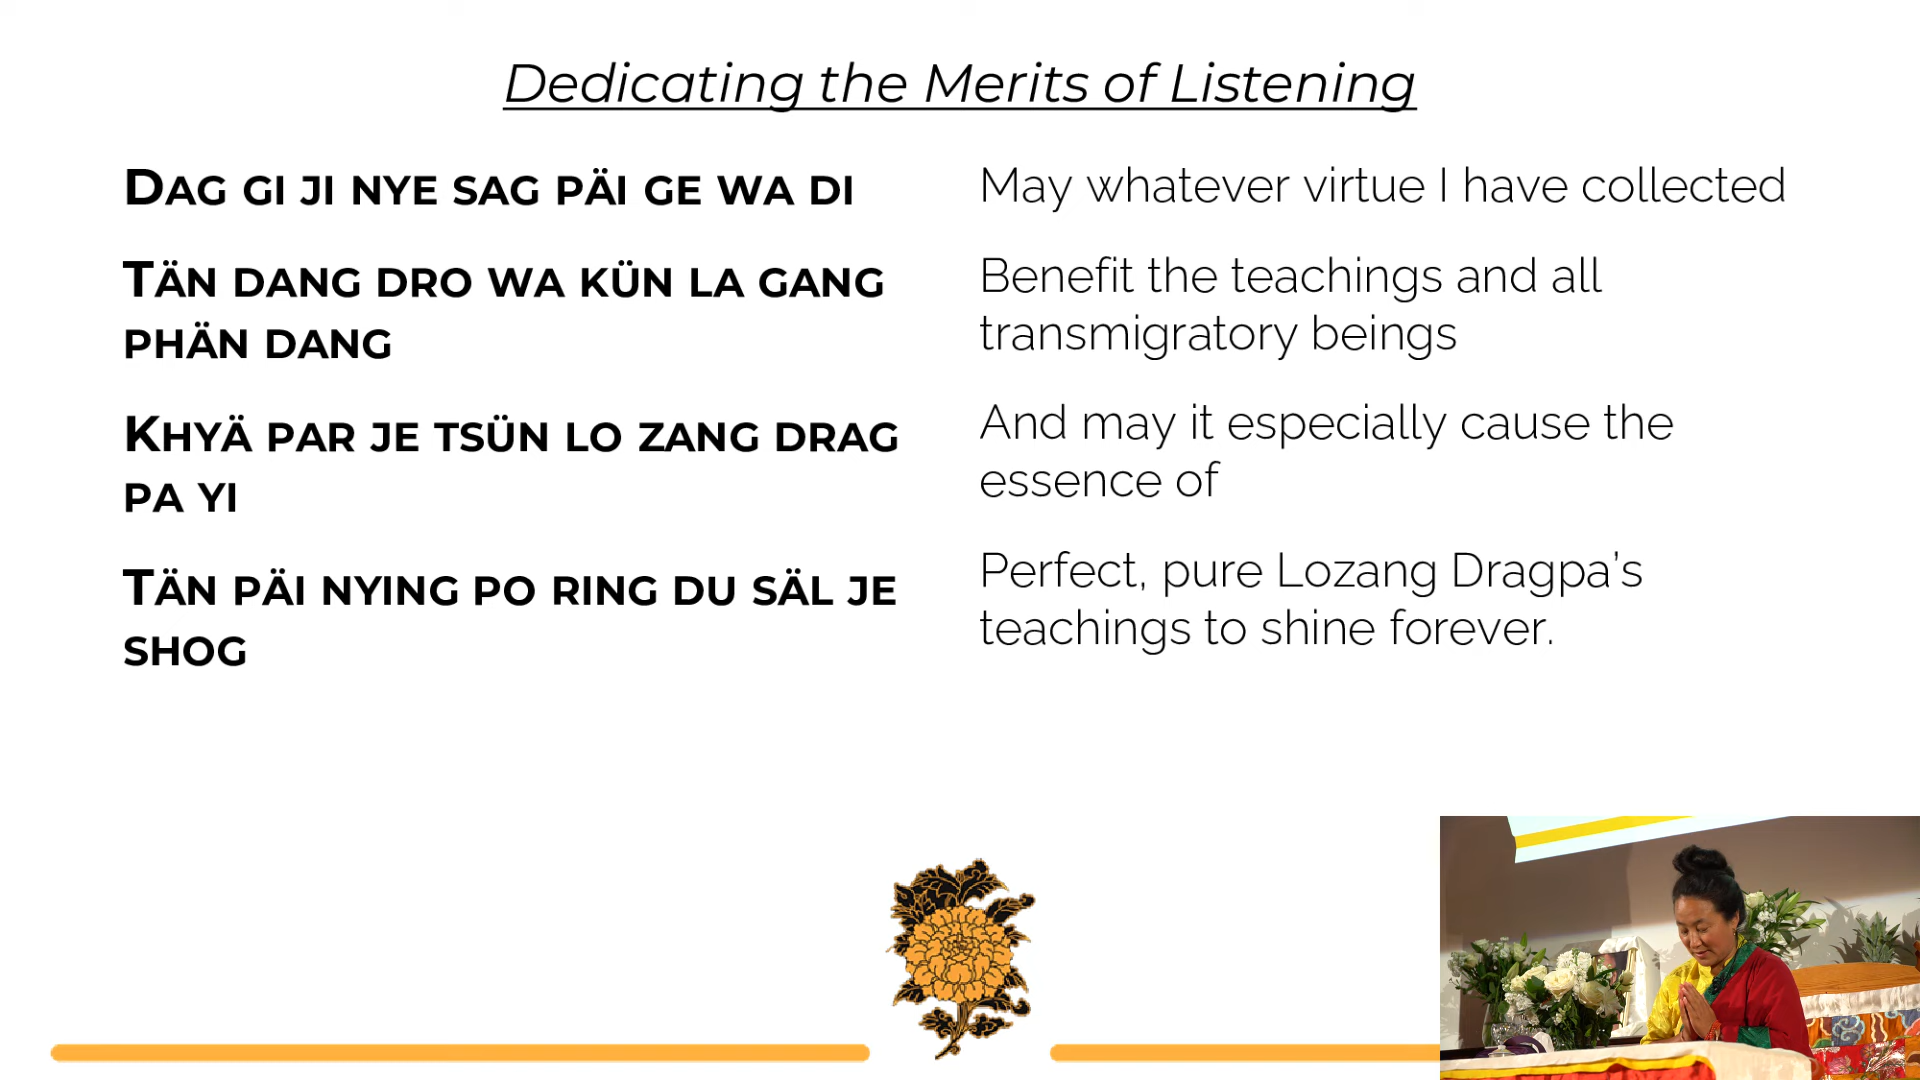 Dedicating the Merits of Listening
DAG GI JI NYE SAG PÄI GE WA DI
TÄN DANG DRO WA KÜN LA GANG
PHÄN DANG
KHYÄ PAR JE TSÜN LO ZANG DRAG
PA YI
TÄN PÄI NYING PO RING DU SÄL JE
SHOG
May whatever virtue I have collected
Benefit the teachings and all
transmigratory beings
And may it especially cause the
essence of
Perfect, pure Lozang Dragpa’s
teachings to shine forever.